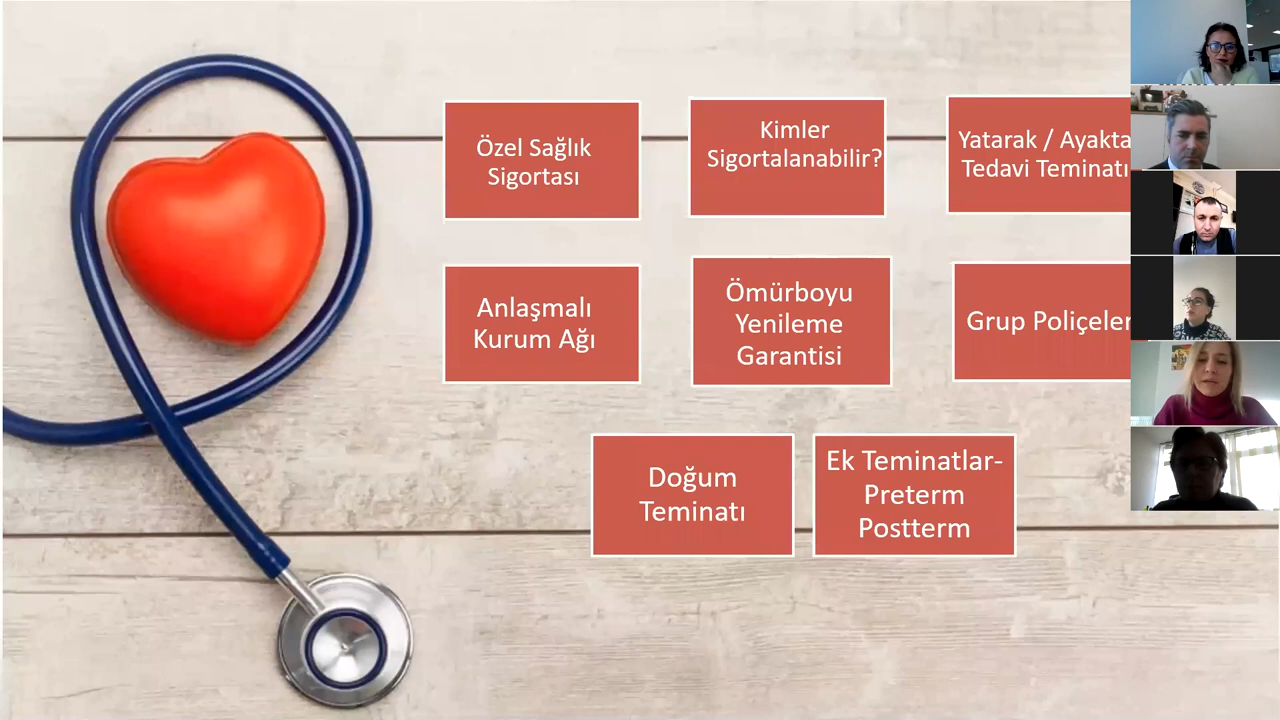 Özel Sağlık
Sigortası
Kimler
Sigortalanabilir?
Yatarak / Ayakta
Tedavi Teminatı
Anlaşmalı
Kurum Ağı
Ömürboyu
Yenileme
Garantisi
Grup Poliçeler
Doğum
Teminatı
Ek Teminatlar-
Preterm
Postterm